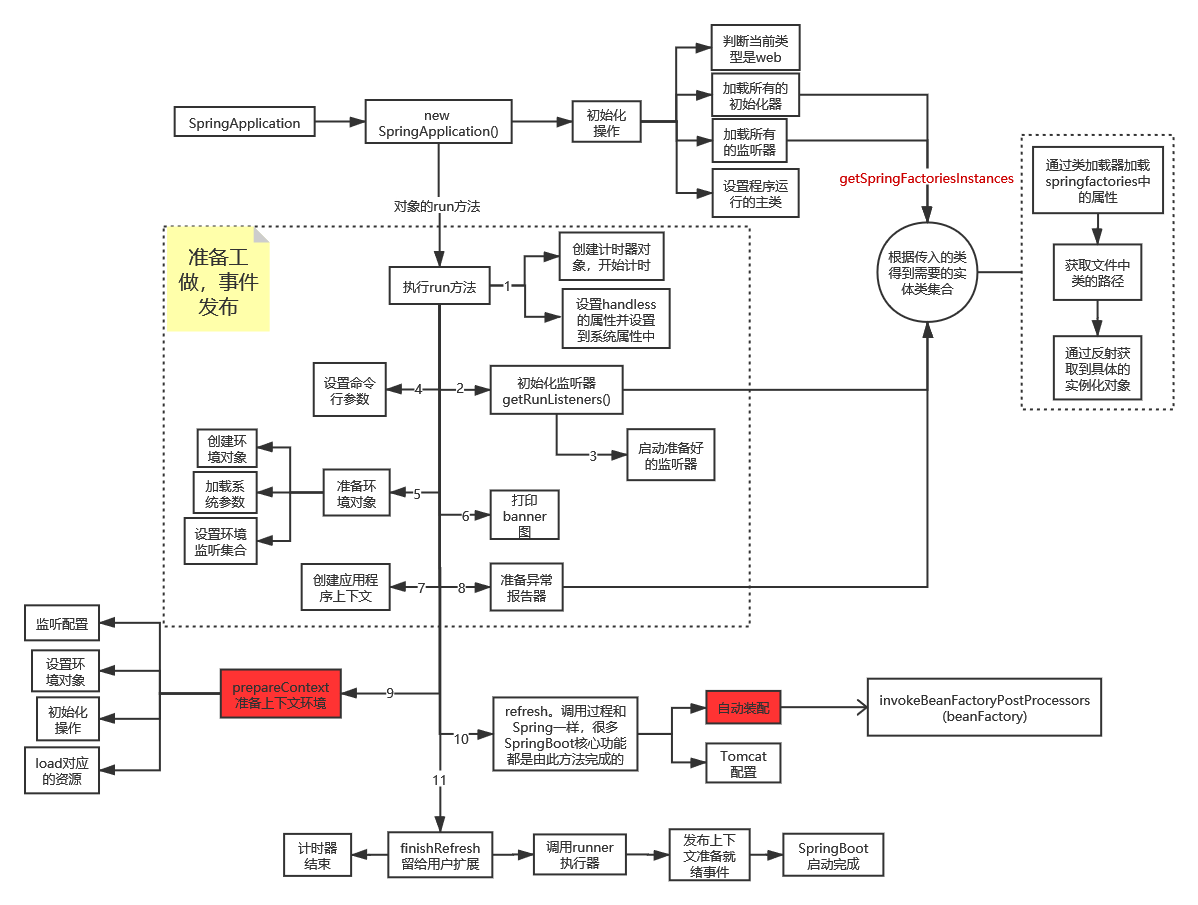 SpringApplication
new
SpringApplication()
初始化
操作
判断当前类
型是web
加载所有的
初始化器
加载所有
的监听器
设置程序运
行的主类
getSpringFactoriesInstances
根据传入的类
得到需要的实
体类集合
通过类加载器加载
springfactories中
的属性
获取文件中
类的路径
通过反射获
取到具体的
实例化对象
对象的run方法
准备工
做，事件
发布
执行run方法
1
创建计时器对
象，开始计时
设置handless
的属性并设置
到系统属性中
设置命令
行参数
4
2
初始化监听器
getRunListeners()
3
启动准备好
的监听器
创建环
境对象
加载系
统参数
设置环境
监听集合
准备环
境对象
5
6
打印
banner
图
创建应用程
序上下文
7
8
准备异常
报告器
监听配置
设置环
境对象
初始化
操作
load对应
的资源
prepareContext
准备上下文环境
9
10
refresh。调用过程和
Spring一样，很多
SpringBoot核心功能
都是由此方法完成的
自动装配
invokeBeanFactoryPostProcessors
(beanFactory)
Tomcat
配置
11
计时器
结束
finishRefresh
留给用户扩展
调用runner
执行器
发布上下
文准备就
绪事件
SpringBoot
启动完成